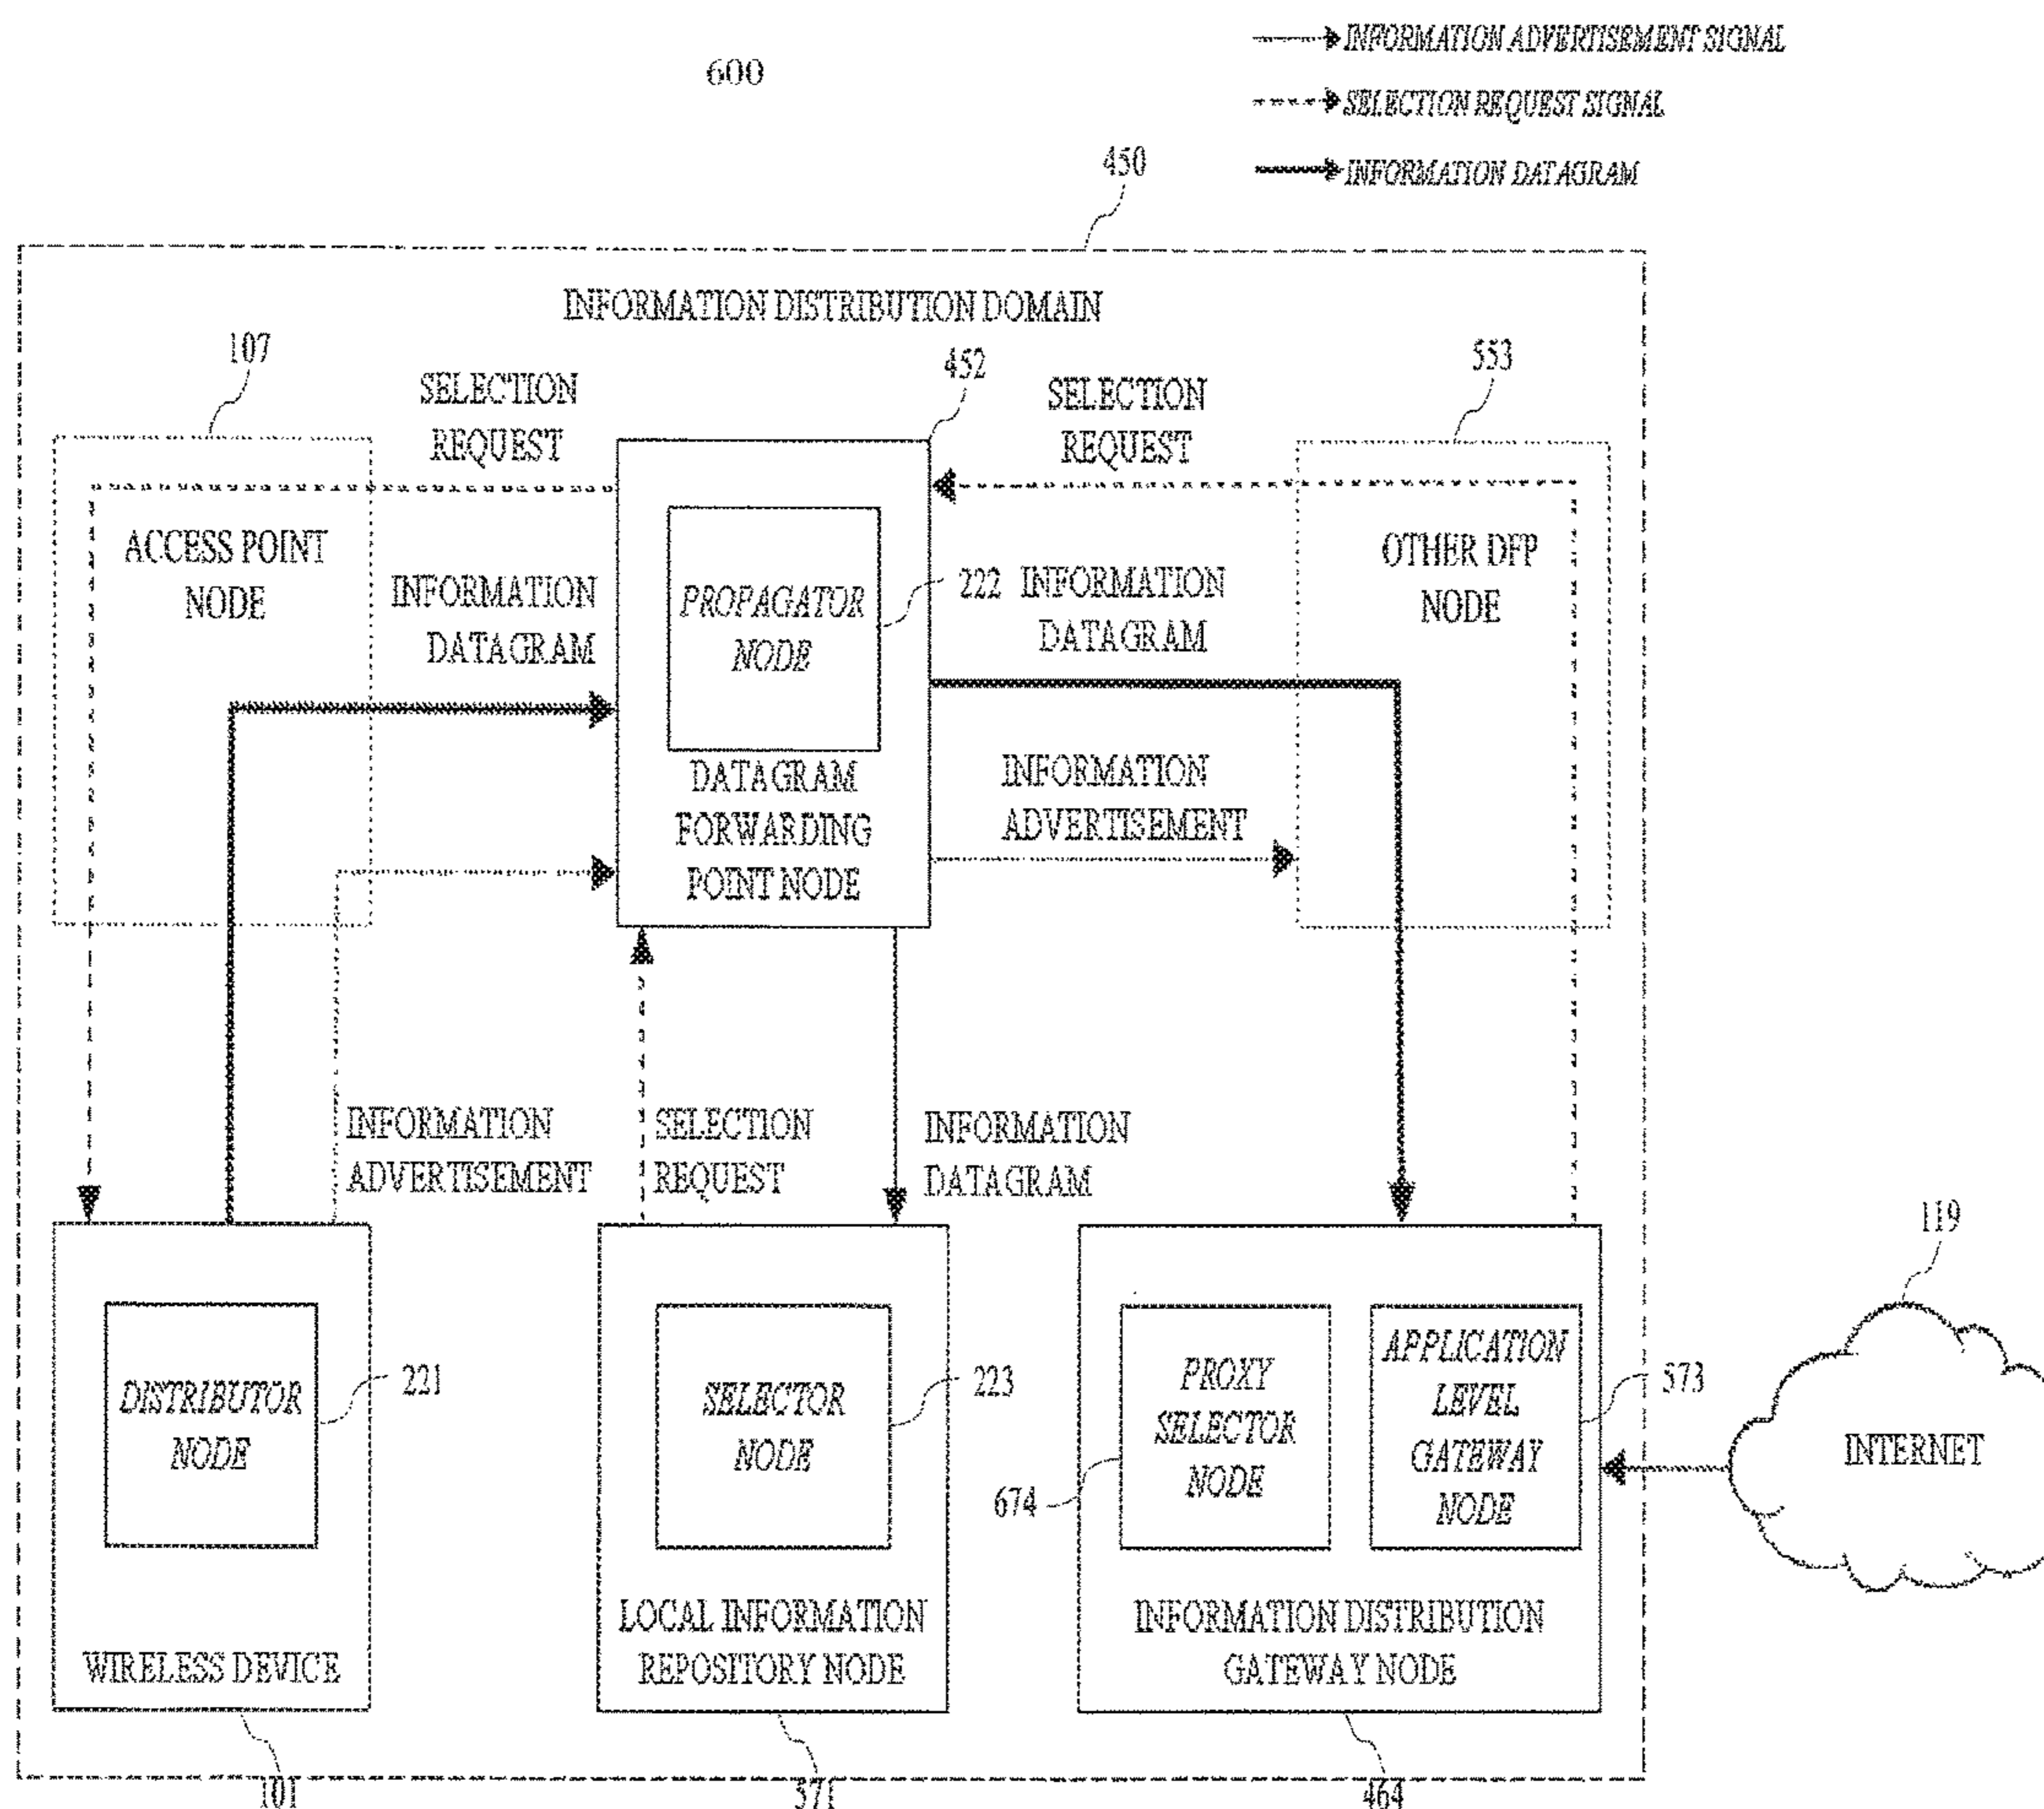 INFORMATION ADVERTISEMENT SIGNAL
600
SELECTION REQUEST SIGNAL
450
INFORMATION DATAGRAM
INFORMATION DISTRIBUTION DOMAIN
107
452
553
SELECTION
REQUEST
SELECTION
REQUEST
ACCESS POINT
NODE
OTHER DFP
NODE
INFORMATION
DATAGRAM
PROPAGATOR
NODE
222
INFORMATION
DATAGRAM
DATAGRAM
FORWARDING
POINT NODE
INFORMATION
ADVERTISEMENT
INFORMATION
ADVERTISEMENT
SELECTION
REQUEST
INFORMATION
DATAGRAM
119
DISTRIBUTOR
NODE
221
SELECTOR
NODE
223
PROXY
SELECTOR
NODE
674
APPLICATION
LEVEL
GATEWAY
NODE
573
INTERNET
WIRELESS DEVICE
LOCAL INFORMATION
REPOSITORY NODE
INFORMATION DISTRIBUTION
GATEWAY NODE
101
571
464